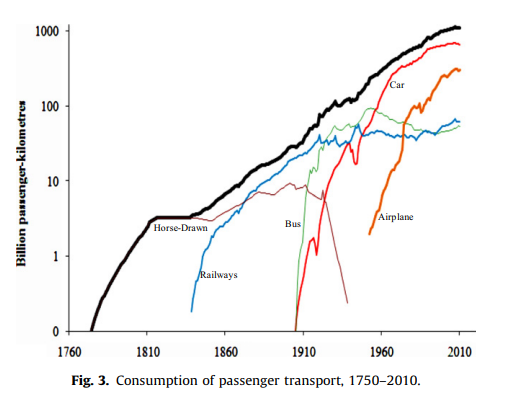 1000
100
10
1
0
Billion passenger-kilometres
Car
Horse-Drawn
Bus
Airplane
Railways
1760 1810 1860 1910 1960 2010
Fig. 3. Consumption of passenger transport, 1750–2010.